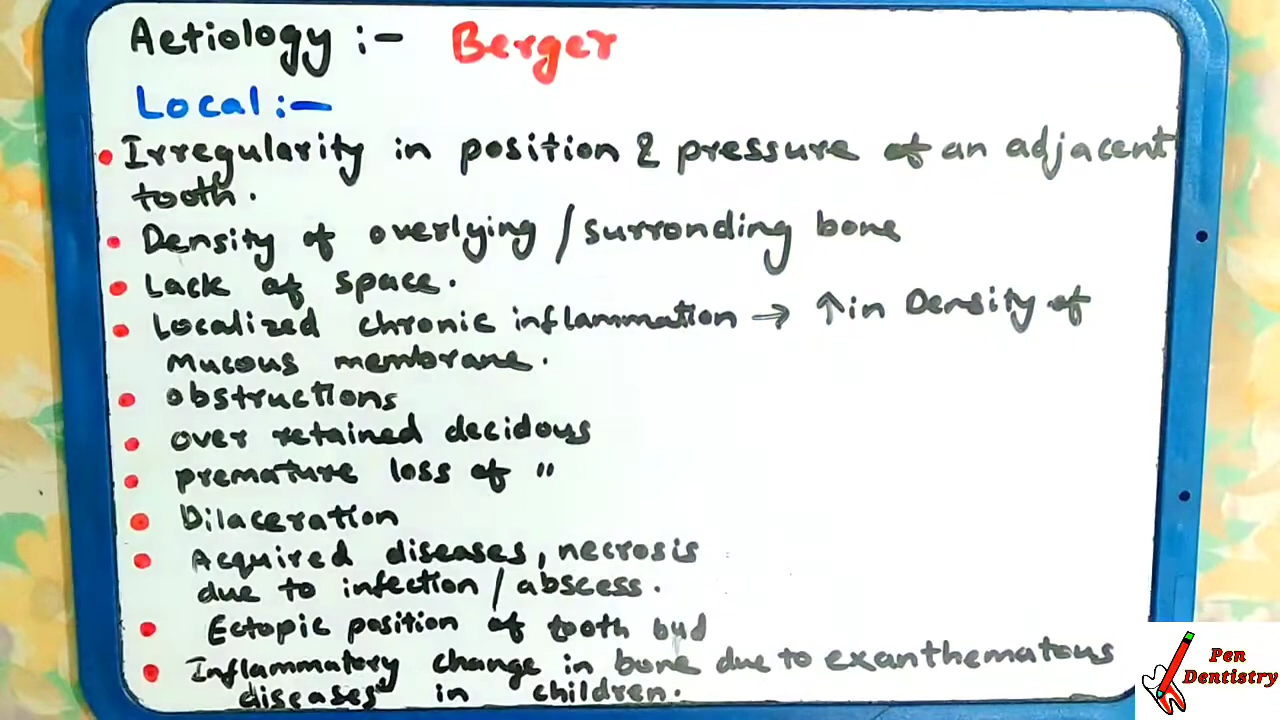 Aetiology :- Berger
Local :-
• Irregularity in position & pressure of an adjacent
tooth.
• Density of overlying / surronding bone
• Lack of space.
• Localized chronic inflammation → ↑ in Density of
Mucous membrane.
• obstructions
• over retained decidous
• premature loss of "
• Dilaceration
• Acquired diseases, necrosis
due to infection / abscess.
• Ectopic position of tooth bud
• Inflammatory change in bone due to exanthematous
diseases in children.
Pen
Dentistry